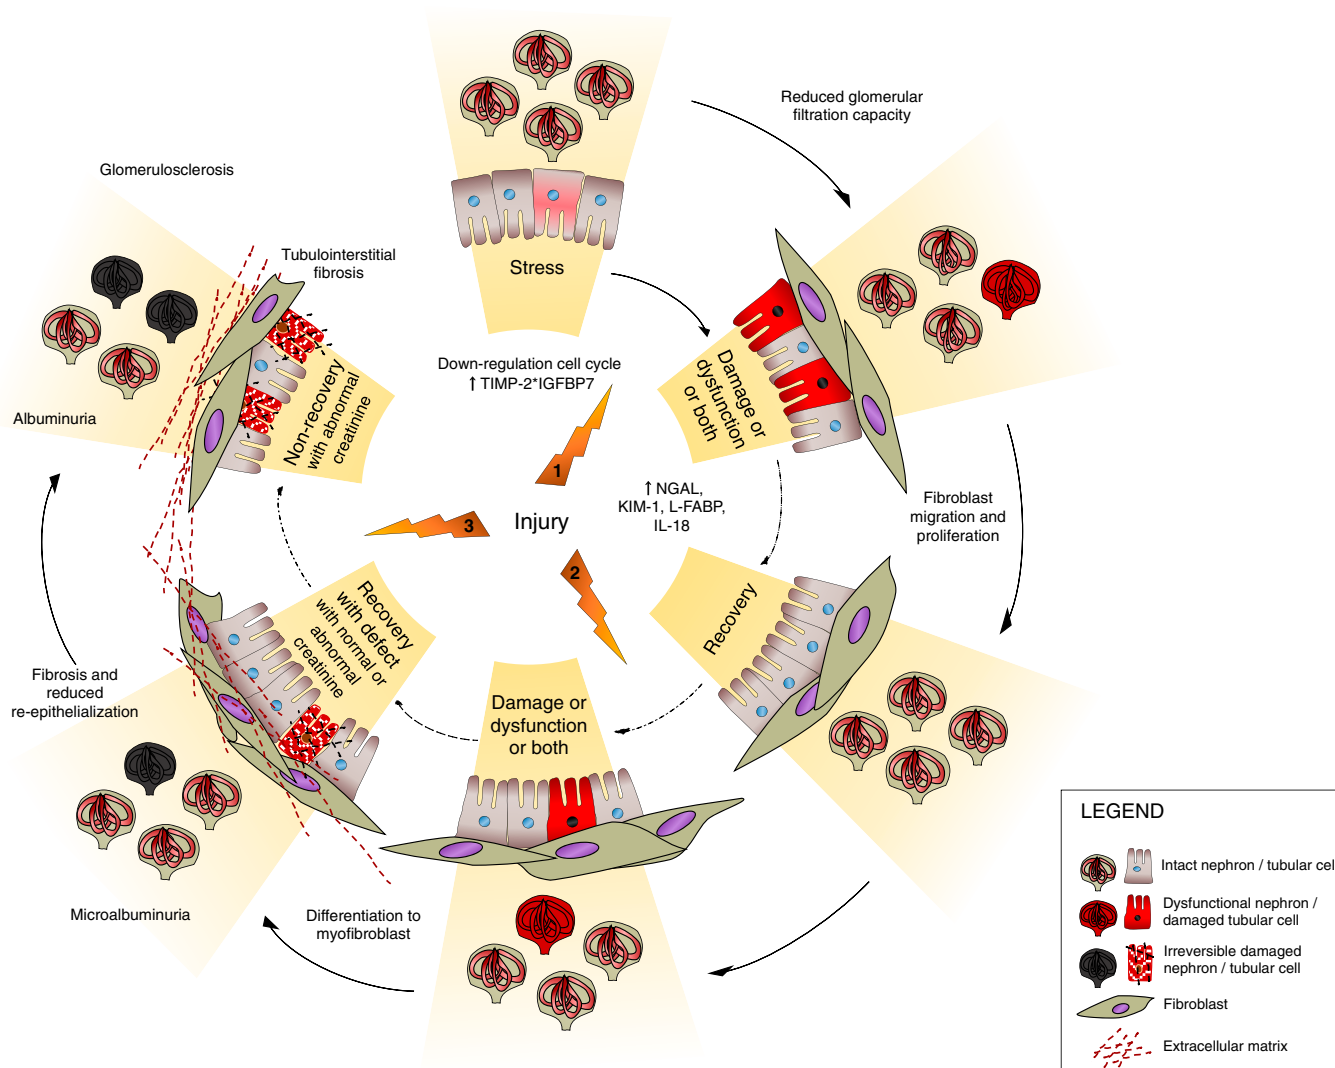 Reduced glomerular
filtration capacity
Glomerulosclerosis
Tubulointerstitial
fibrosis
Stress
Down-regulation cell cycle
↑ TIMP-2*IGFBP7
Damage or
dysfunction
or both
Non-recovery
with abnormal
creatinine
Albuminuria
1
↑ NGAL,
KIM-1, L-FABP,
IL-18
Fibroblast
migration and
proliferation
3
Injury
2
Recovery
Recovery
with defect
with normal or
abnormal
creatinine
Fibrosis and
reduced
re-epithelialization
Damage or
dysfunction
or both
Microalbuminuria
Differentiation to
myofibroblast
LEGEND
Intact nephron / tubular cel
Dysfunctional nephron /
damaged tubular cell
Irreversible damaged
nephron / tubular cell
Fibroblast
Extracellular matrix